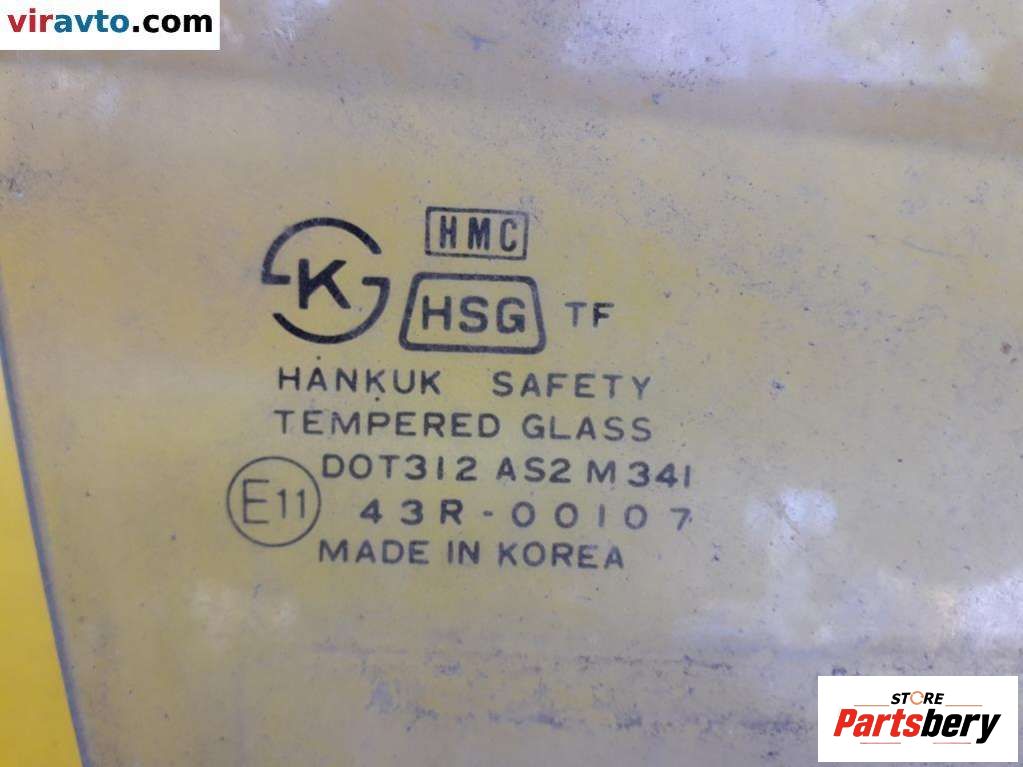 viravto.com
HMC
K
HSG TF
HANKUK SAFETY
TEMPERED GLASS
DOT312 AS2 M341
E11 43R-00107
MADE IN KOREA
STORE
Partsbery